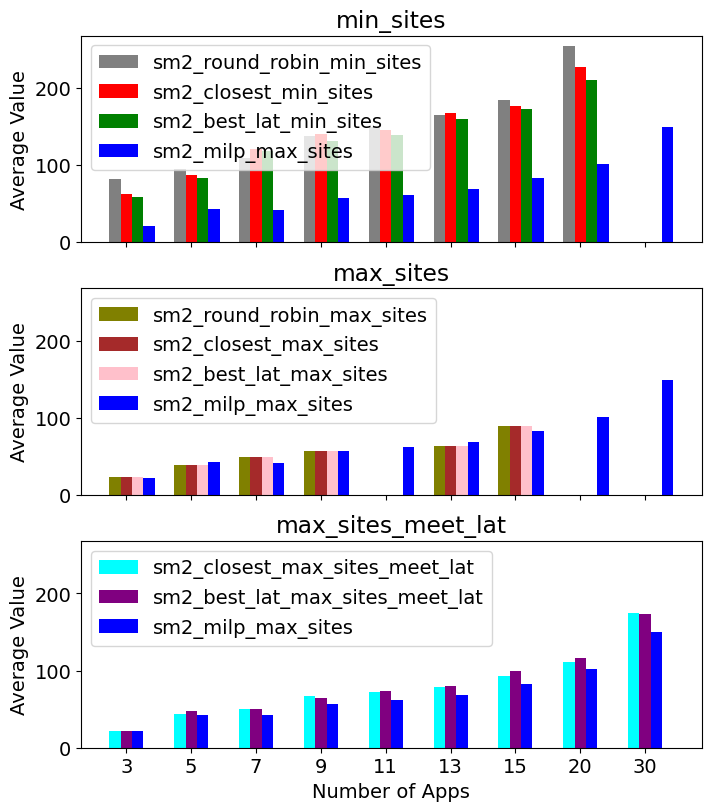 min_sites
Average Value
200
100
0
sm2_round_robin_min_sites
sm2_closest_min_sites
sm2_best_lat_min_sites
sm2_milp_max_sites
max_sites
Average Value
200
100
0
sm2_round_robin_max_sites
sm2_closest_max_sites
sm2_best_lat_max_sites
sm2_milp_max_sites
max_sites_meet_lat
Average Value
200
100
0
sm2_closest_max_sites_meet_lat
sm2_best_lat_max_sites_meet_lat
sm2_milp_max_sites
3 5 7 9 11 13 15 20 30
Number of Apps